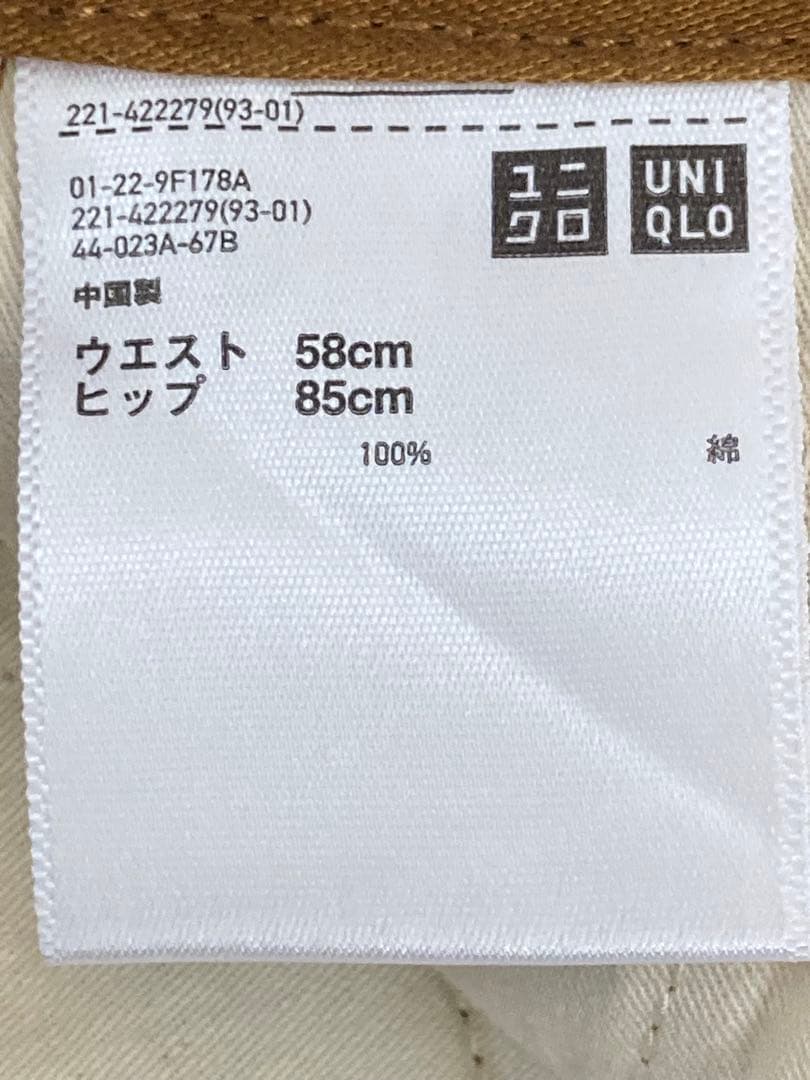 221-422279(93-01)
01-22-9F178A
221-422279(93-01)
44-023A-67B
ユニ
クロ
UNI
QLO
中国製
ウエスト 58cm
ヒップ 85cm
100% 綿